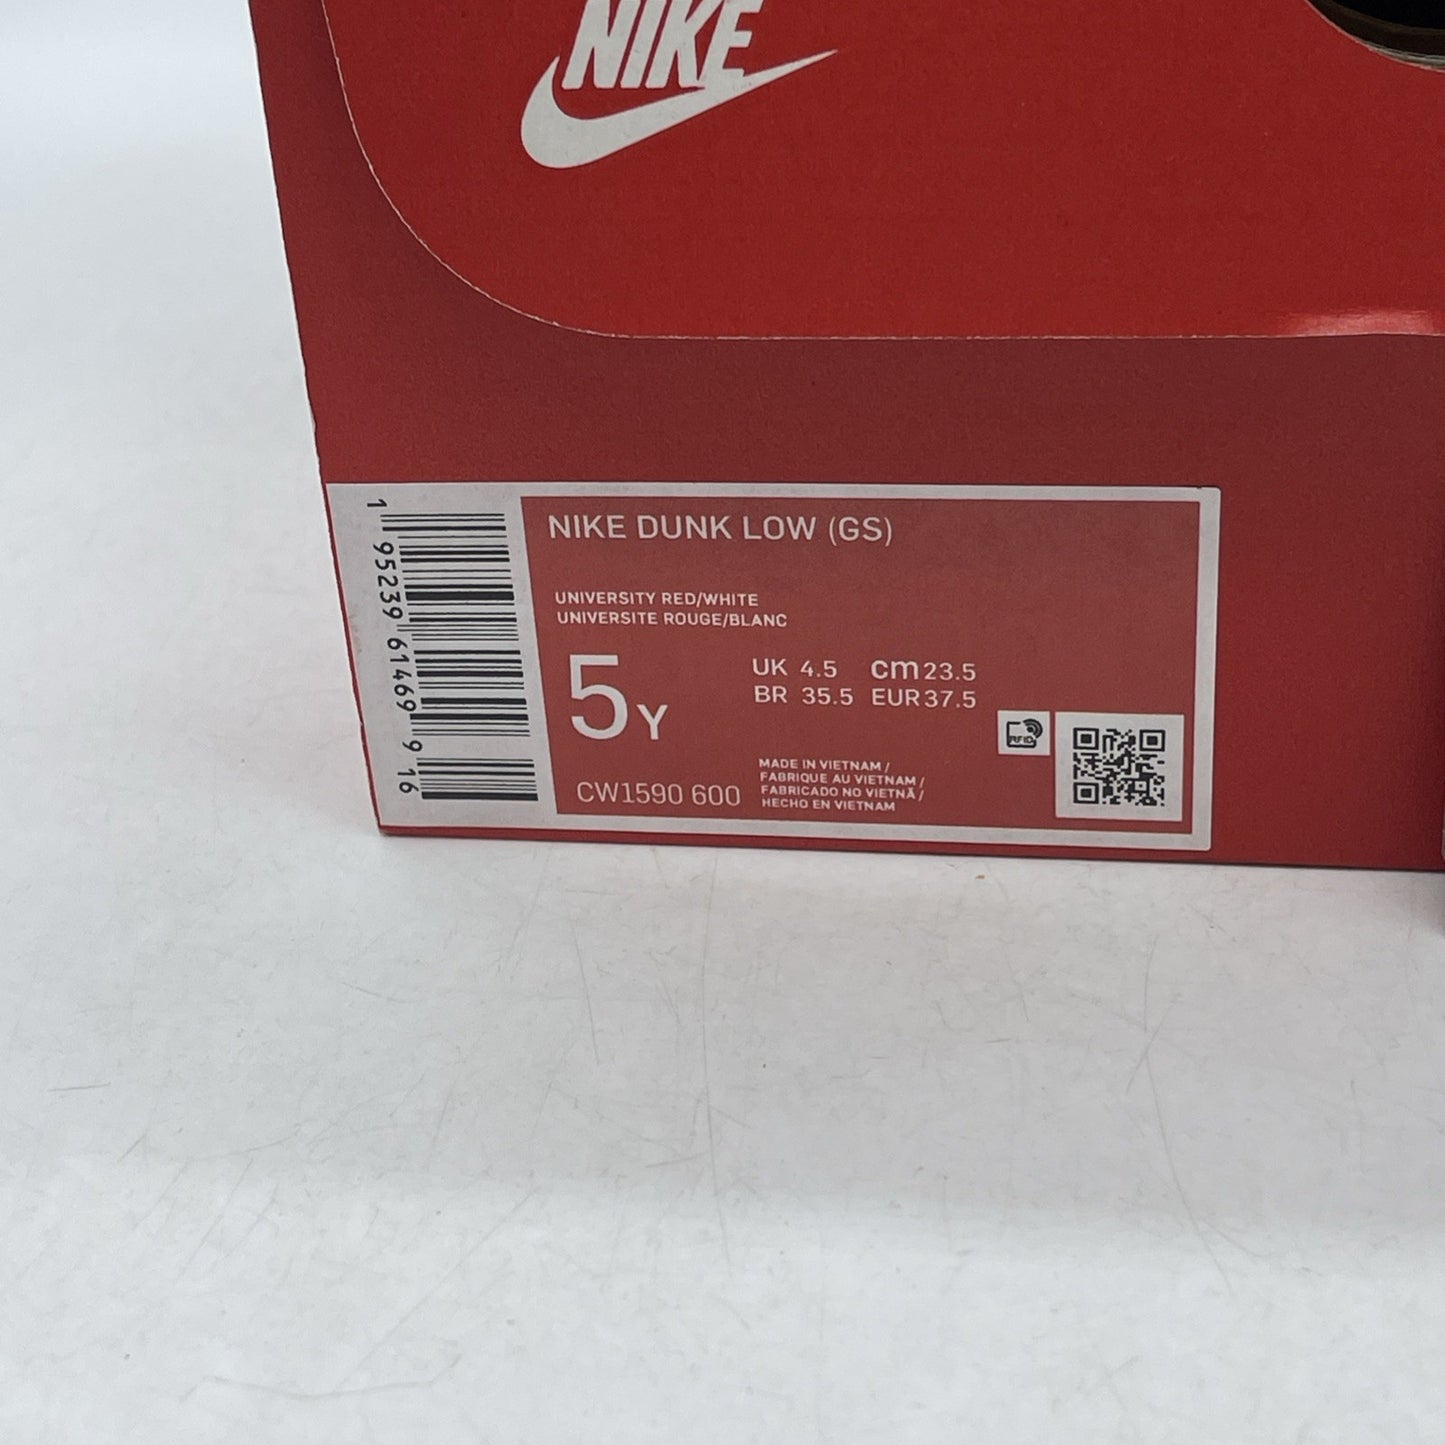 NIKE
NIKE DUNK LOW (GS)
UNIVERSITY RED/WHITE
UNIVERSITE ROUGE/BLANC
5Y
UK 4.5 cm 23.5
BR 35.5 EUR 37.5
RFID
CW1590 600
MADE IN VIETNAM /
FABRIQUE AU VIETNAM /
FABRICADO NO VIETNÃ /
HECHO EN VIETNAM
1 95239 61469 9 16